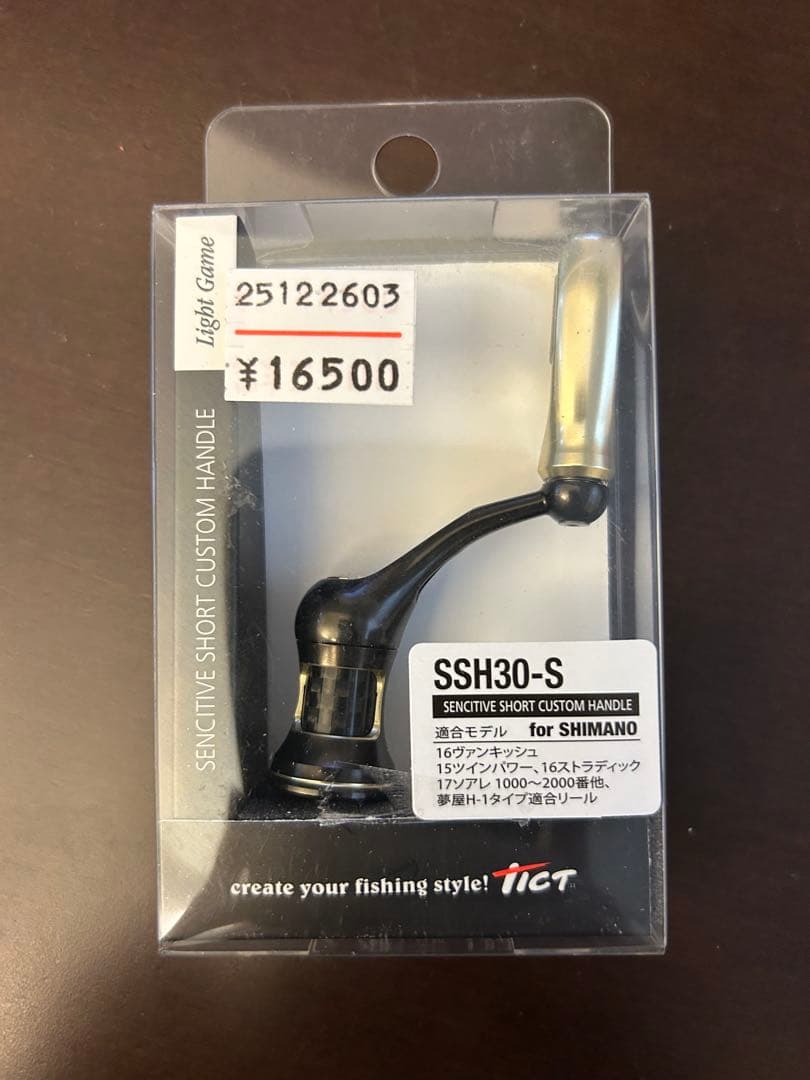 Light Game
SENCITIVE SHORT CUSTOM HANDLE
25122603
¥16500
SSH30-S
SENCITIVE SHORT CUSTOM HANDLE
適合モデル for SHIMANO
16ヴァンキッシュ
15ツインパワー、16ストラディック
17ソアレ 1000〜2000番他、
夢屋H-1タイプ適合リール
create your fishing style! TICT